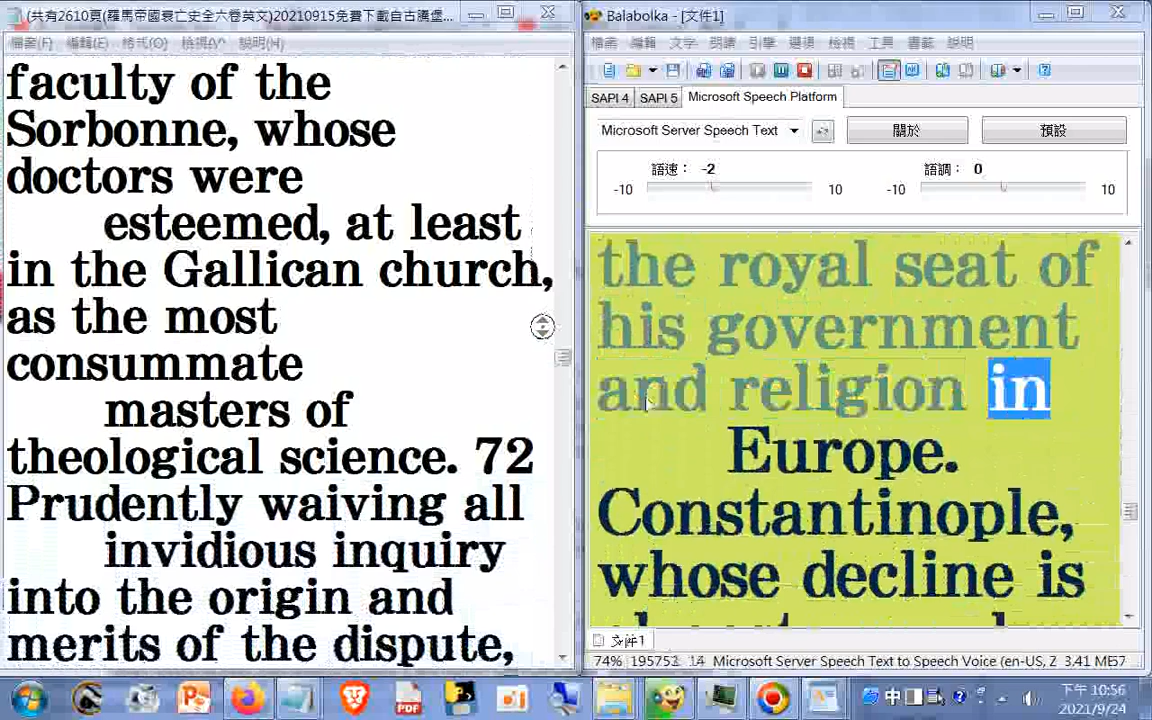 (共有2610頁(羅馬帝國衰亡史全六卷英文)20210915免費下載自古騰堡...
檔案(F) 編輯(E) 格式(O) 檢視(V) 說明(H)
faculty of the
Sorbonne, whose
doctors were
esteemed, at least
in the Gallican church,
as the most
consummate
masters of
theological science. 72
Prudently waiving all
invidious inquiry
into the origin and
merits of the dispute,
Balabolka - [文件1]
檔案 編輯 文字 朗讀 引擎 選項 檢視 工具 書籤 說明
SAPI 4 SAPI 5 Microsoft Speech Platform
Microsoft Server Speech Text 關於 預設
語速： -2 語調： 0
-10 10 -10 10
the royal seat of
his government
and religion in
Europe.
Constantinople,
whose decline is
文件1
74% 195752 Microsoft Server Speech Text to Speech Voice (en-US, Z 3.41 ME57
中
下午 10:56
2021/9/24